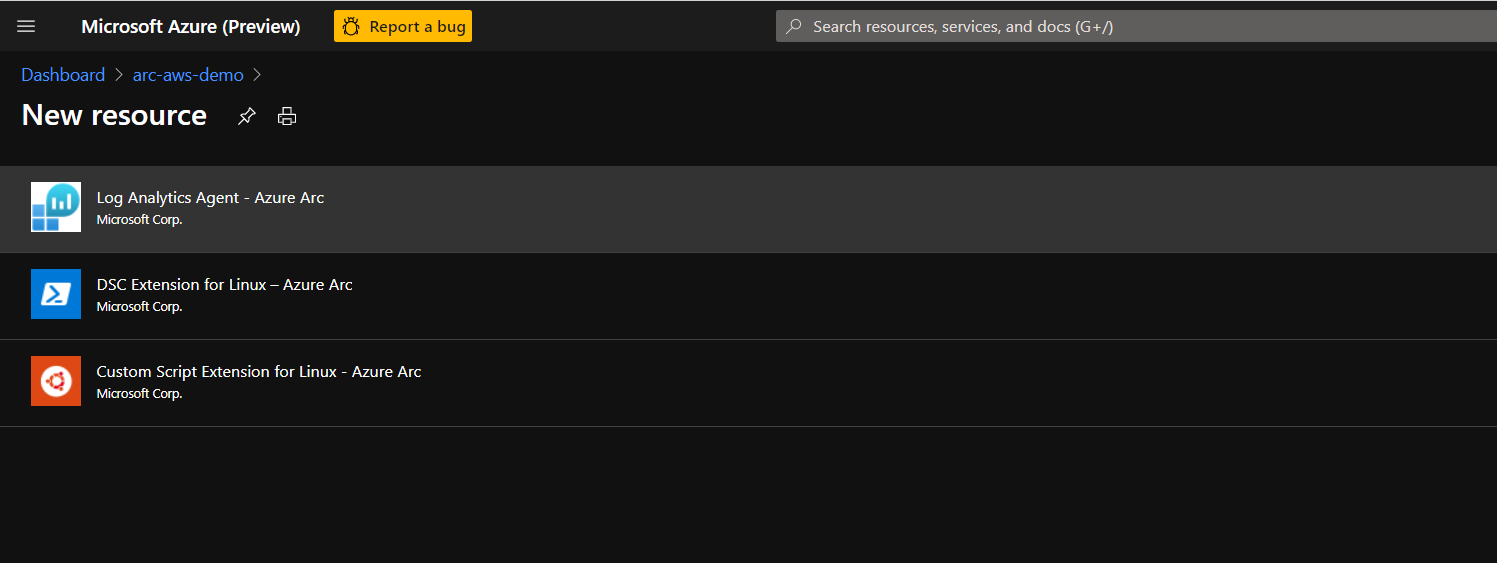 Microsoft Azure (Preview)
Report a bug
Search resources, services, and docs (G+/)
Dashboard
arc-aws-demo
New resource
Log Analytics Agent - Azure Arc
Microsoft Corp.
DSC Extension for Linux – Azure Arc
Microsoft Corp.
Custom Script Extension for Linux - Azure Arc
Microsoft Corp.